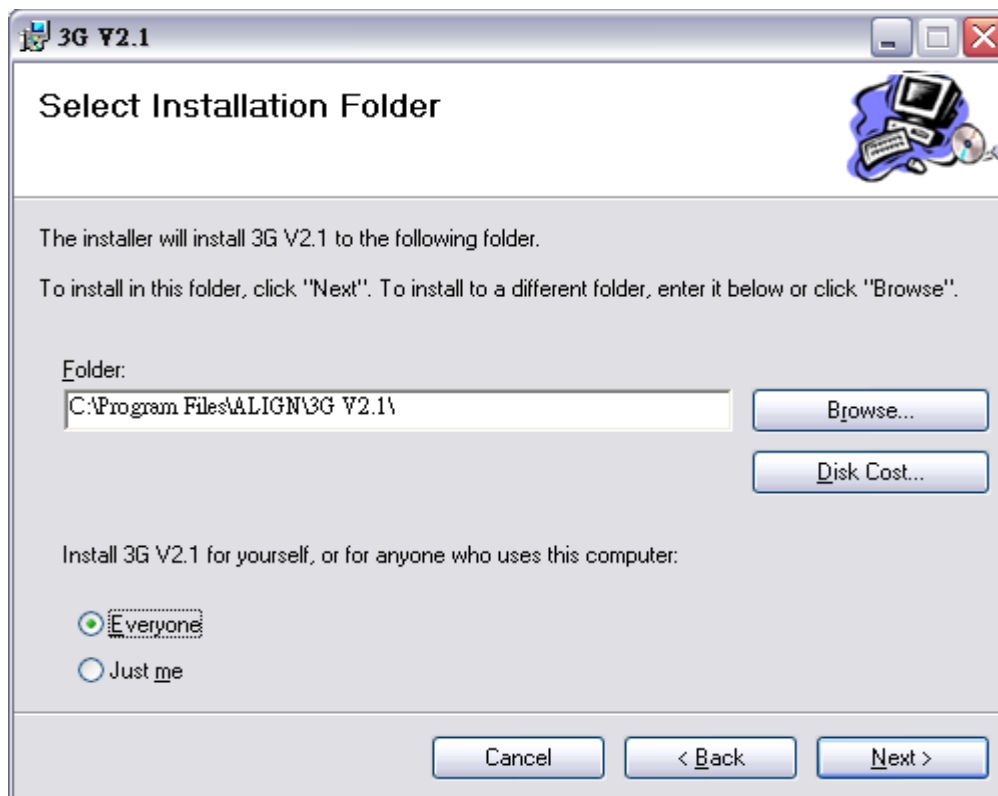 3G V2.1
Select Installation Folder
The installer will install 3G V2.1 to the following folder.
To install in this folder, click "Next". To install to a different folder, enter it below or click "Browse".
Folder:
C:\Program Files\ALIGN\3G V2.1\
Browse...
Disk Cost...
Install 3G V2.1 for yourself, or for anyone who uses this computer:
Everyone
Just me
Cancel
< Back
Next >